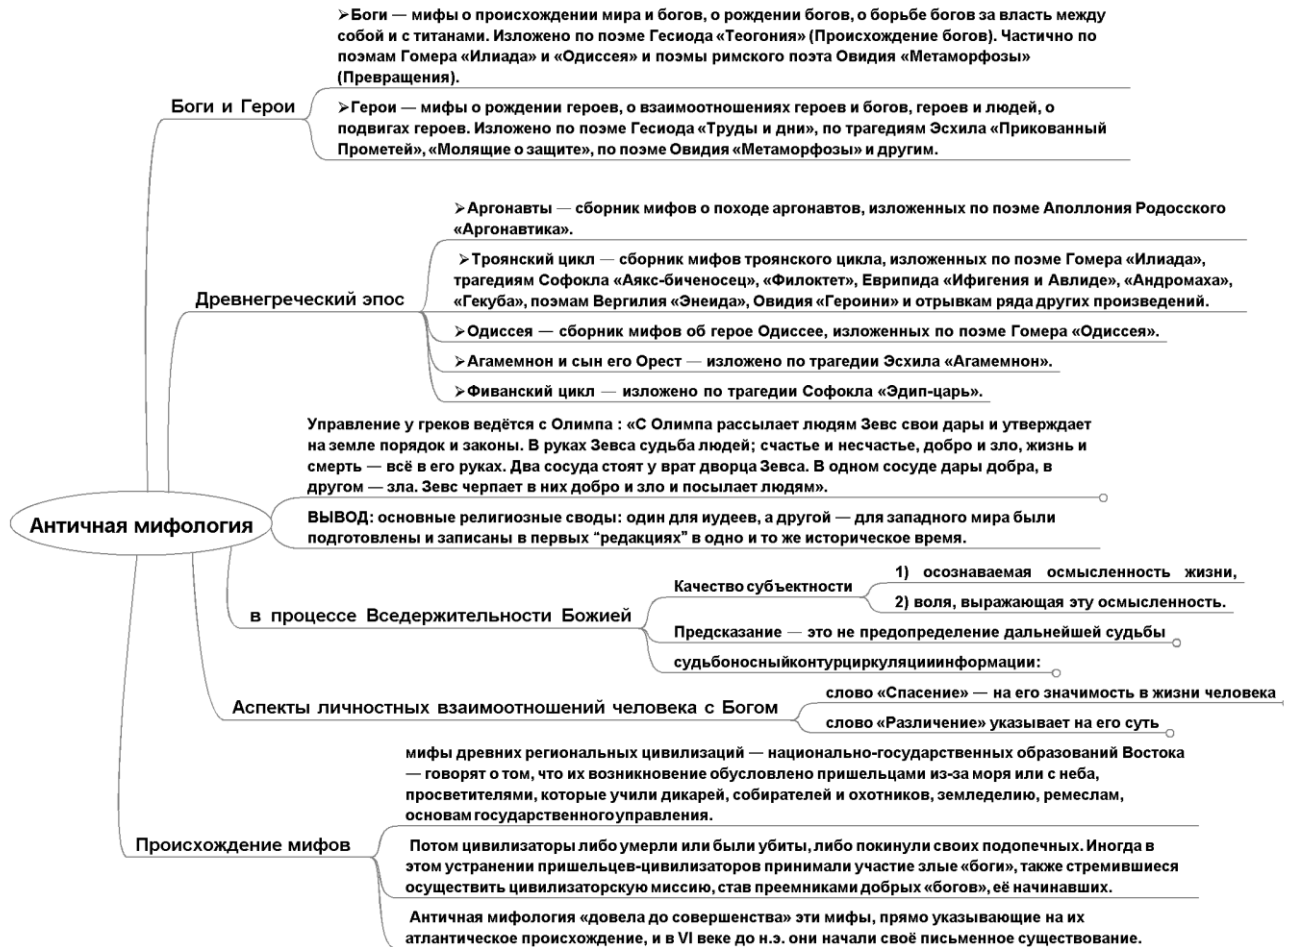 ➢Боги — мифы о происхождении мира и богов, о рождении богов, о борьбе богов за власть между
собой и с титанами. Изложено по поэме Гесиода «Теогония» (Происхождение богов). Частично по
поэмам Гомера «Илиада» и «Одиссея» и поэмы римского поэта Овидия «Метаморфозы»
(Превращения).
Боги и Герои
➢Герои — мифы о рождении героев, о взаимоотношениях героев и богов, героев и людей, о
подвигах героев. Изложено по поэме Гесиода «Труды и дни», по трагедиям Эсхила «Прикованный
Прометей», «Молящие о защите», по поэме Овидия «Метаморфозы» и другим.
➢Аргонавты — сборник мифов о походе аргонавтов, изложенных по поэме Аполлония Родосского
«Аргонавтика».
➢Троянский цикл — сборник мифов троянского цикла, изложенных по поэме Гомера «Илиада»,
трагедиям Софокла «Аякс-биченосец», «Филоктет», Еврипида «Ифигения и Авлиде», «Андромаха»,
«Гекуба», поэмам Вергилия «Энеида», Овидия «Героини» и отрывкам ряда других произведений.
Древнегреческий эпос
➢Одиссея — сборник мифов об герое Одиссее, изложенных по поэме Гомера «Одиссея».
➢Агамемнон и сын его Орест — изложено по трагедии Эсхила «Агамемнон».
➢Фиванский цикл — изложено по трагедии Софокла «Эдип-царь».
Управление у греков ведётся с Олимпа : «С Олимпа рассылает людям Зевс свои дары и утверждает
на земле порядок и законы. В руках Зевса судьба людей; счастье и несчастье, добро и зло, жизнь и
смерть — всё в его руках. Два сосуда стоят у врат дворца Зевса. В одном сосуде дары добра, в
другом — зла. Зевс черпает в них добро и зло и посылает людям».
Античная мифология
ВЫВОД: основные религиозные своды: один для иудеев, а другой — для западного мира были
подготовлены и записаны в первых “редакциях” в одно и то же историческое время.
в процессе Вседержительности Божией
Качество субъектности
1) осознаваемая осмысленность жизни,
2) воля, выражающая эту осмысленность.
Предсказание — это не предопределение дальнейшей судьбы
судьбоносныйконтурциркуляцииинформации:
Аспекты личностных взаимоотношений человека с Богом
слово «Спасение» — на его значимость в жизни человека
слово «Различение» указывает на его суть
мифы древних региональных цивилизаций — национально-государственных образований Востока
— говорят о том, что их возникновение обусловлено пришельцами из-за моря или с неба,
просветителями, которые учили дикарей, собирателей и охотников, земледелию, ремеслам,
основам государственного управления.
Происхождение мифов
Потом цивилизаторы либо умерли или были убиты, либо покинули своих подопечных. Иногда в
этом устранении пришельцев-цивилизаторов принимали участие злые «боги», также стремившиеся
осуществить цивилизаторскую миссию, став преемниками добрых «богов», её начинавших.
Античная мифология «довела до совершенства» эти мифы, прямо указывающие на их
атлантическое происхождение, и в VI веке до н.э. они начали своё письменное существование.